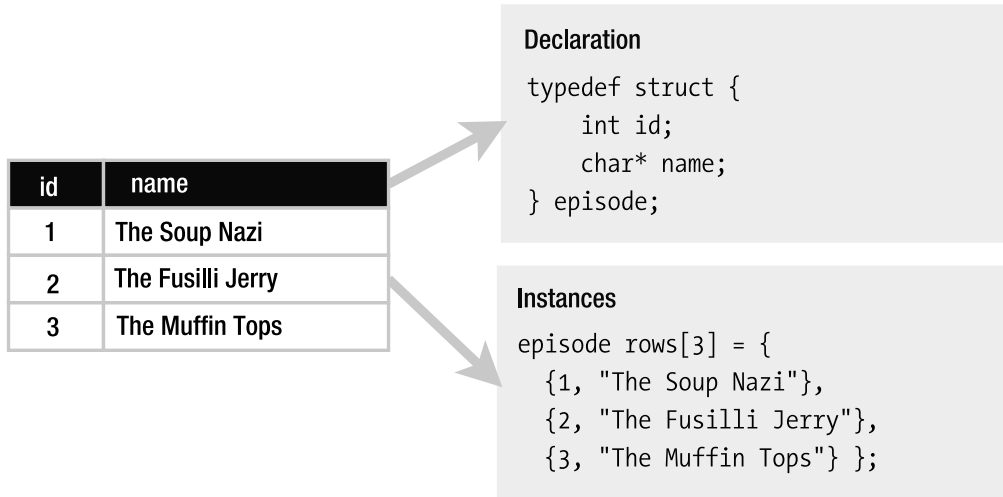 id name
1 The Soup Nazi
2 The Fusilli Jerry
3 The Muffin Tops
Declaration
typedef struct {
    int id;
    char* name;
} episode;
Instances
episode rows[3] = {
  {1, "The Soup Nazi"},
  {2, "The Fusilli Jerry"},
  {3, "The Muffin Tops"} };